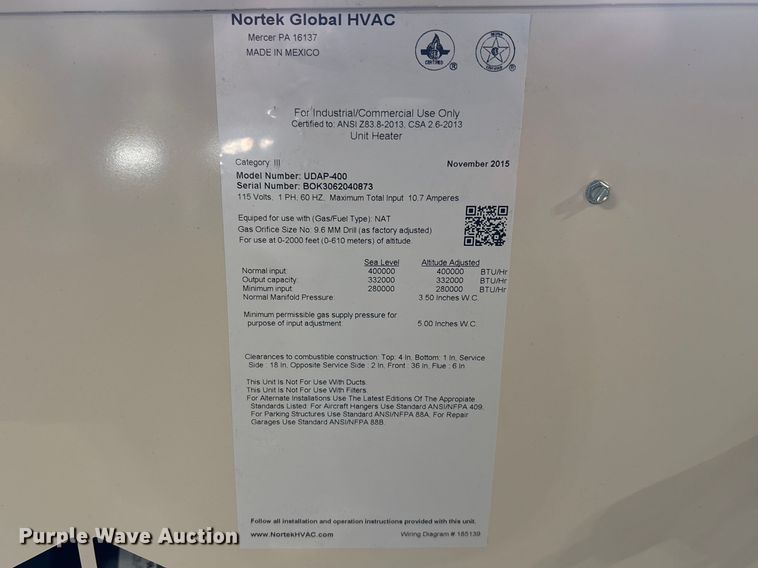 Nortek Global HVAC
Mercer PA 16137
MADE IN MEXICO
CERTIFIED
®
®
For Industrial/Commercial Use Only
Certified to: ANSI Z83.8-2013, CSA 2.6-2013
Unit Heater
Category: III
November 2015
Model Number: UDAP-400
Serial Number: BOK3062040873
115 Volts, 1 PH, 60 HZ, Maximum Total Input 10.7 Amperes
Equiped for use with (Gas/Fuel Type): NAT
Gas Orifice Size No: 9.6 MM Drill (as factory adjusted)
For use at 0-2000 feet (0-610 meters) of altitude.
Sea Level Altitude Adjusted
Normal input: 400000 400000 BTU/Hr
Output capacity: 332000 332000 BTU/Hr
Minimum input: 280000 280000 BTU/Hr
Normal Manifold Pressure: 3.50 Inches W.C.
Minimum permissible gas supply pressure for
purpose of input adjustment: 5.00 Inches W.C.
Clearances to combustible construction: Top: 4 In, Bottom: 1 In, Service
Side : 18 In, Opposite Service Side : 2 In, Front : 36 In, Flue : 6 In
This Unit Is Not For Use With Ducts.
This Unit Is Not For Use With Filters.
For Alternate Installations Use The Latest Editions Of The Appropiate
Standards Listed: For Aircraft Hangers Use Standard ANSI/NFPA 409,
For Parking Structures Use Standard ANSI/NFPA 88A, For Repair
Garages Use Standard ANSI/NFPA 88B.
Follow all installation and operation instructions provided with this unit.
www.NortekHVAC.com Wiring Diagram # 185139
Purple Wave Auction